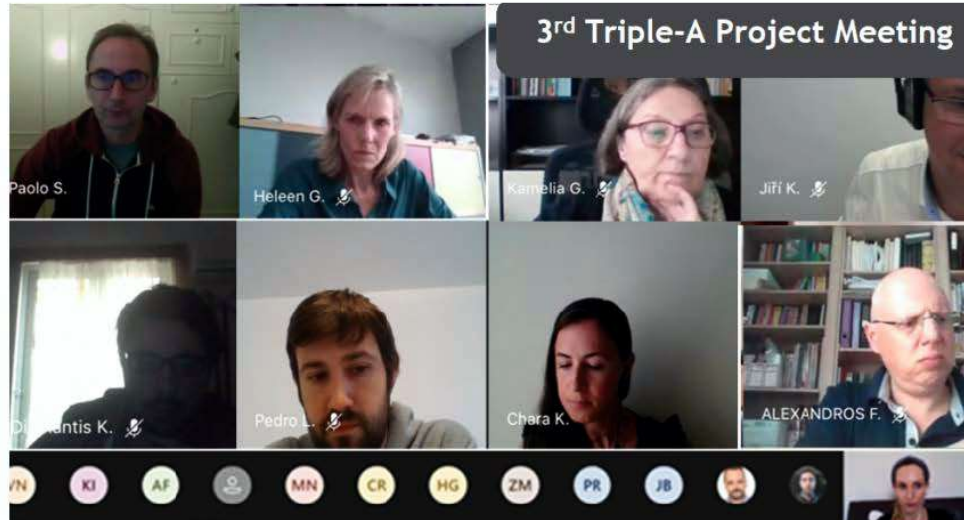 3rd Triple-A Project Meeting
Paolo S.
Heleen G.
Kamelia G.
Jiří K.
K.
Pedro L.
Chara K.
ALEXANDROS F.
VN
KI
AF
MN
CR
HG
ZM
PR
JB